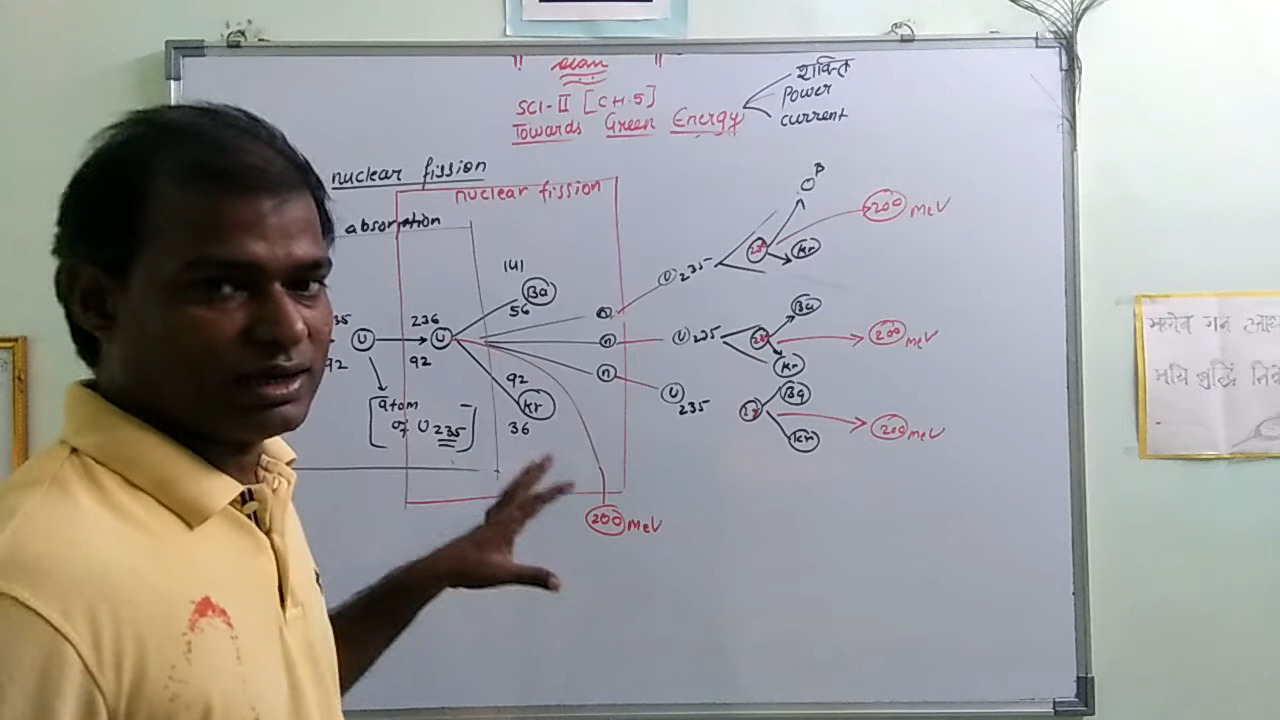 सत्य
SCI-II [CH.5]
Towards Green Energy
शक्ति
Power
current
nuclear fission
nuclear fission
absorption
141
Ba
56
35
U
92
236
U
92
92
Kr
36
atom
of U 235
n
n
n
200 MeV
U 235
U 235
U
235
B
Kr
200 MeV
Ba
Kr
200 MeV
Ba
Kr
200 MeV